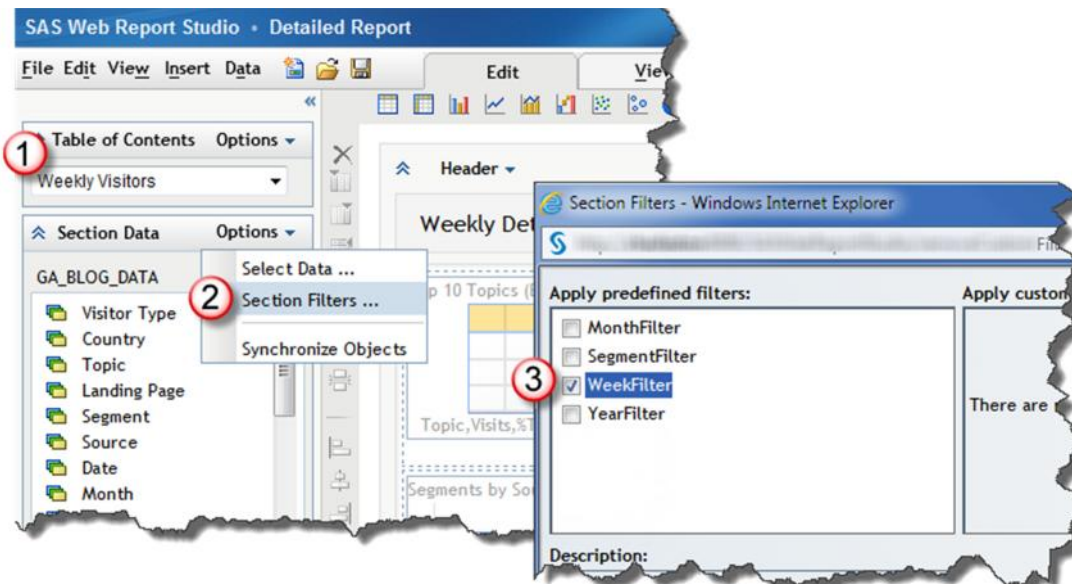 SAS Web Report Studio • Detailed Report
File Edit View Insert Data
Edit
«
Table of Contents Options
1
Weekly Visitors
Header
Section Data Options
Weekly
GA_BLOG_DATA
Select Data ...
2
Section Filters ...
Synchronize Objects
Visitor Type
Country
Topic
Landing Page
Segment
Source
Date
Month
10 Topics
Topic,Visits,
Segments by
Section Filters - Windows Internet Explorer
Apply predefined filters:
Apply
MonthFilter
SegmentFilter
3
WeekFilter
YearFilter
There are
Description: